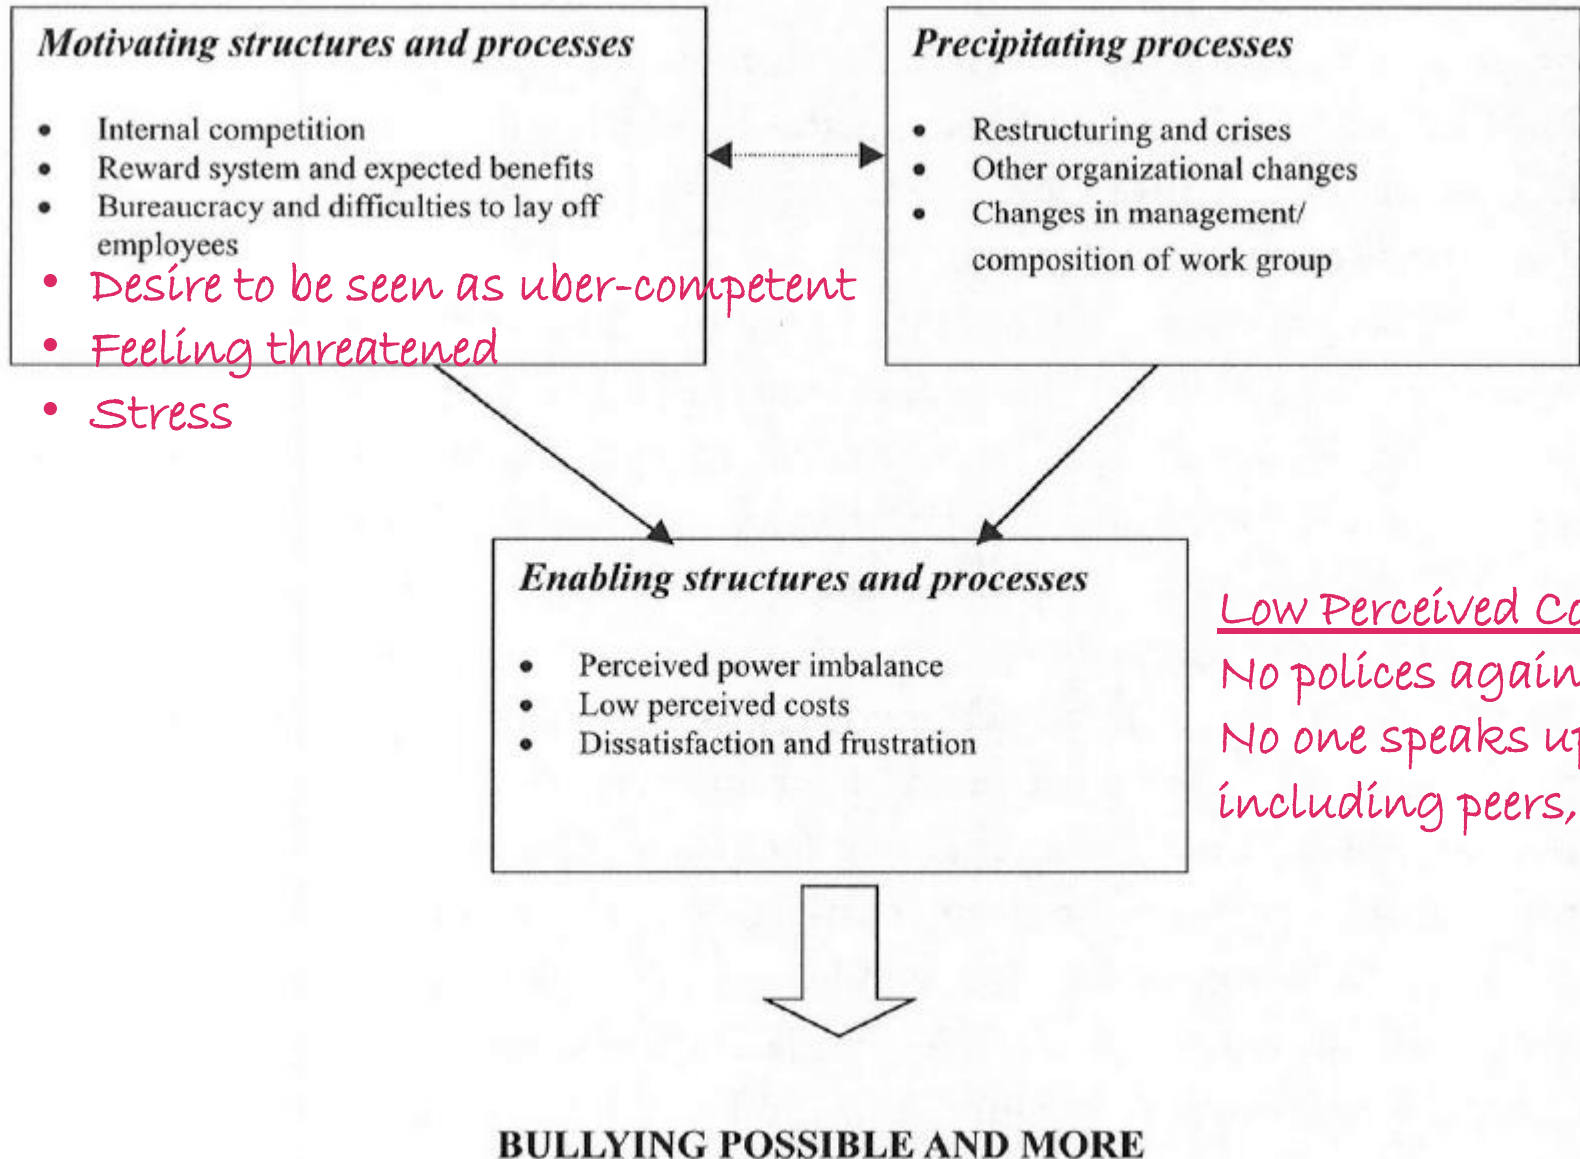 Motivating structures and processes
• Internal competition
• Reward system and expected benefits
• Bureaucracy and difficulties to lay off
employees
• Desire to be seen as uber-competent
• Feeling threatened
• Stress
Precipitating processes
• Restructuring and crises
• Other organizational changes
• Changes in management/
composition of work group
Enabling structures and processes
• Perceived power imbalance
• Low perceived costs
• Dissatisfaction and frustration
Low Perceived
No polices
No one speaks
including peers,
BULLYING POSSIBLE AND MORE